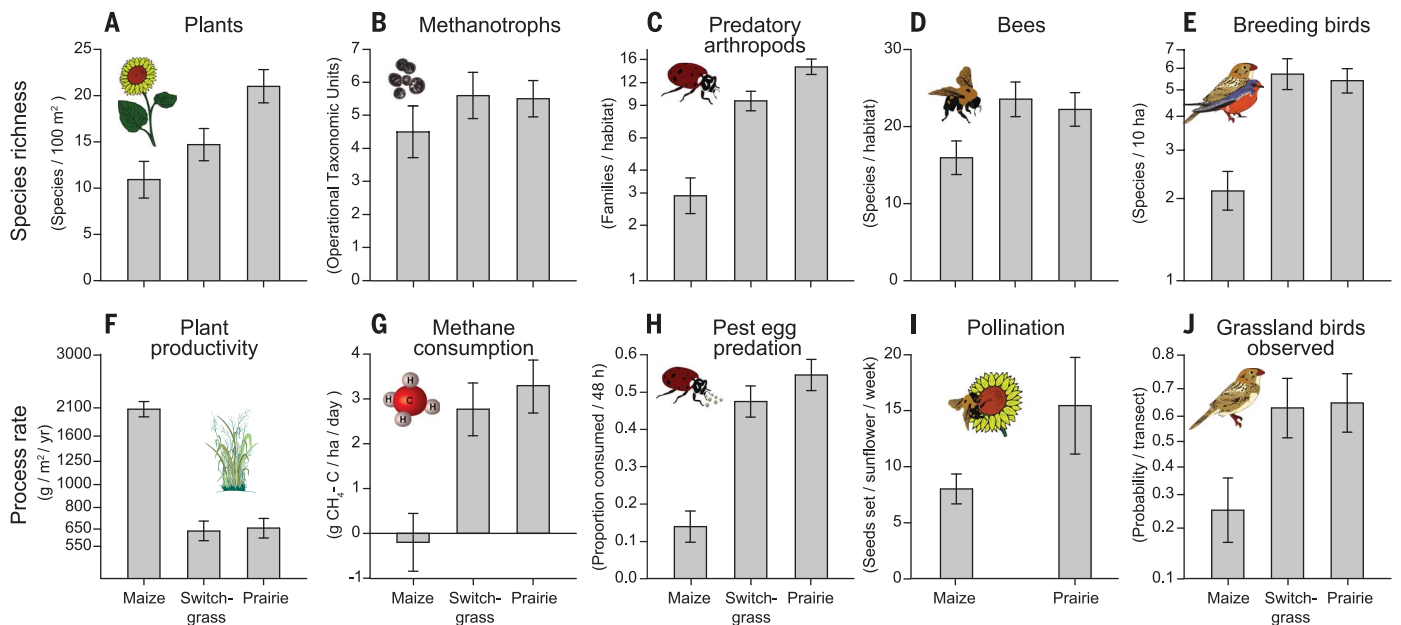 A Plants
B Methanotrophs
C Predatory
arthropods
D Bees
E Breeding birds
Species richness
(Species / 100 m²)
25
20
15
10
5
0
(Operational Taxonomic Units)
7
6
5
4
3
2
1
0
(Families / habitat)
16
12
9
6
4
3
2
1
(Species / habitat)
30
20
10
0
(Species / 10 ha)
7
6
5
4
3
2
1
F Plant
productivity
G Methane
consumption
H Pest egg
predation
I Pollination
J Grassland birds
observed
Process rate
(g / m² / yr)
3000
2100
1600
1250
1000
800
650
550
(g CH₄- C / ha / day )
4
3
2
1
0
-1
H
H
C
H
H
(Proportion consumed / 48 h)
0.6
0.5
0.4
0.3
0.2
0.1
0.0
(Seeds set / sunflower / week)
20
15
10
5
0
(Probability / transect)
0.8
0.7
0.6
0.5
0.4
0.3
0.2
0.1
Maize Switch-
grass Prairie
Maize Switch-
grass Prairie
Maize Switch-
grass Prairie
Maize Prairie
Maize Switch-
grass Prairie